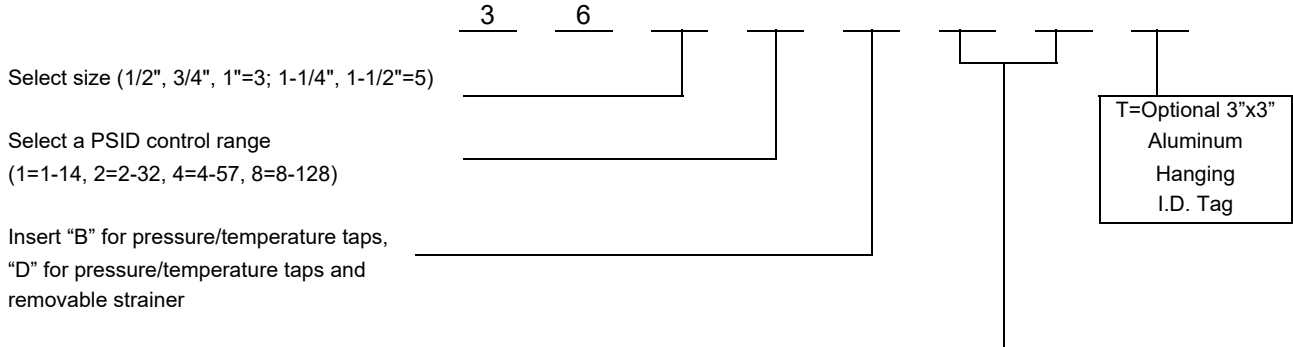 3 6
Select size (1/2", 3/4", 1"=3; 1-1/4", 1-1/2"=5)
Select a PSID control range
(1=1-14, 2=2-32, 4=4-57, 8=8-128)
Insert “B” for pressure/temperature taps,
“D” for pressure/temperature taps and
removable strainer
T=Optional 3”x3”
Aluminum
Hanging
I.D. Tag